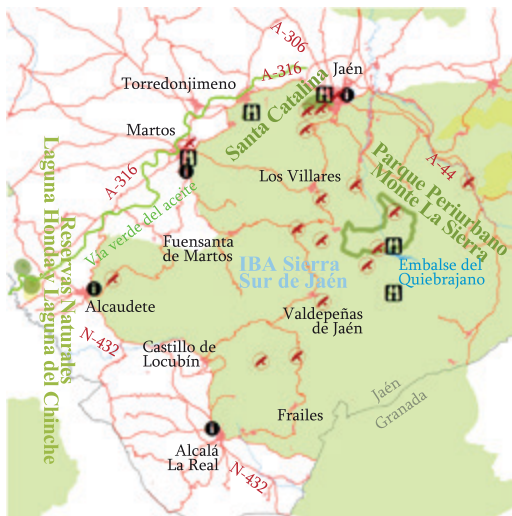 A-306
A-316
Jaén
Torredonjimeno
Santa Catalina
Martos
A-316
Los Villares
Parque Periurbano
Monte La Sierra
A-44
Reservas Naturales
Laguna Honda y Laguna del Chinche
Vía verde del aceite
Fuensanta
de Martos
IBA Sierra
Sur de Jaén
Embalse del
Quiebrajano
Alcaudete
Valdepeñas
de Jaén
N-432
Castillo de
Locubín
Jaén
Granada
Frailes
Alcalá
La Real
N-432